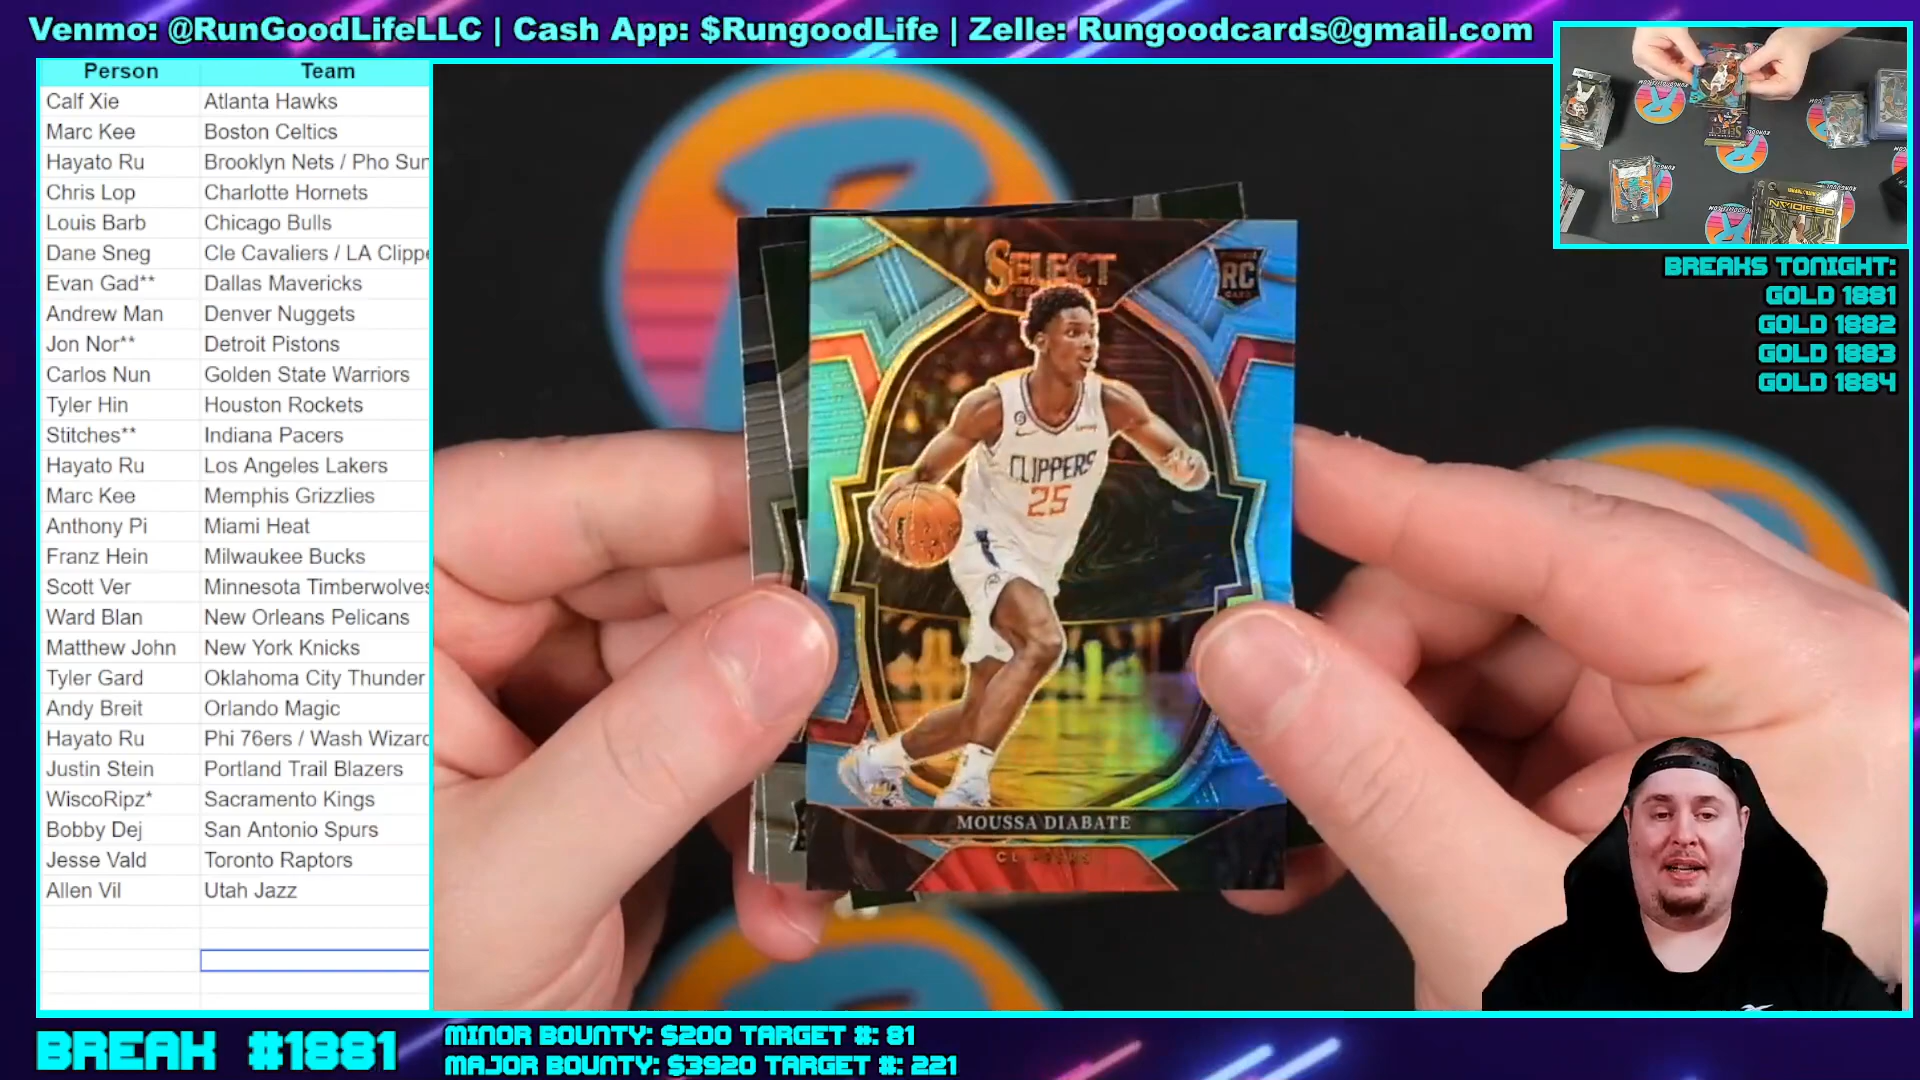 Venmo: @RunGoodLifeLLC | Cash App: $RungoodLife | Zelle: Rungoodcards@gmail.com
Person Team
Calf Xie Atlanta Hawks
Marc Kee Boston Celtics
Hayato Ru Brooklyn Nets / Pho Sun
Chris Lop Charlotte Hornets
Louis Barb Chicago Bulls
Dane Sneg Cle Cavaliers / LA Clippe
Evan Gad** Dallas Mavericks
Andrew Man Denver Nuggets
Jon Nor** Detroit Pistons
Carlos Nun Golden State Warriors
Tyler Hin Houston Rockets
Stitches** Indiana Pacers
Hayato Ru Los Angeles Lakers
Marc Kee Memphis Grizzlies
Anthony Pi Miami Heat
Franz Hein Milwaukee Bucks
Scott Ver Minnesota Timberwolves
Ward Blan New Orleans Pelicans
Matthew John New York Knicks
Tyler Gard Oklahoma City Thunder
Andy Breit Orlando Magic
Hayato Ru Phi 76ers / Wash Wizard
Justin Stein Portland Trail Blazers
WiscoRipz* Sacramento Kings
Bobby Dej San Antonio Spurs
Jesse Vald Toronto Raptors
Allen Vil Utah Jazz
SELECT
RC
CLIPPERS
25
MOUSSA DIABATE
CLIPPERS
OBSIDIAN
SELECT
BREAKS TONIGHT:
GOLD 1881
GOLD 1882
GOLD 1883
GOLD 1884
BREAK #1881
MINOR BOUNTY: $200 TARGET #: 81
MAJOR BOUNTY: $3920 TARGET #: 221